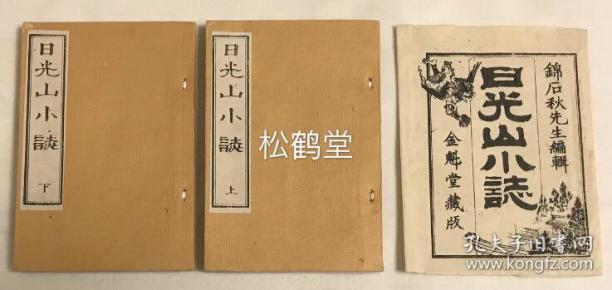 日光山小誌
下
日光山小誌
上
松鹤堂
錦石秋先生編輯
日光山小誌
金魁堂藏版
孔夫子旧书网
www.kongfz.com